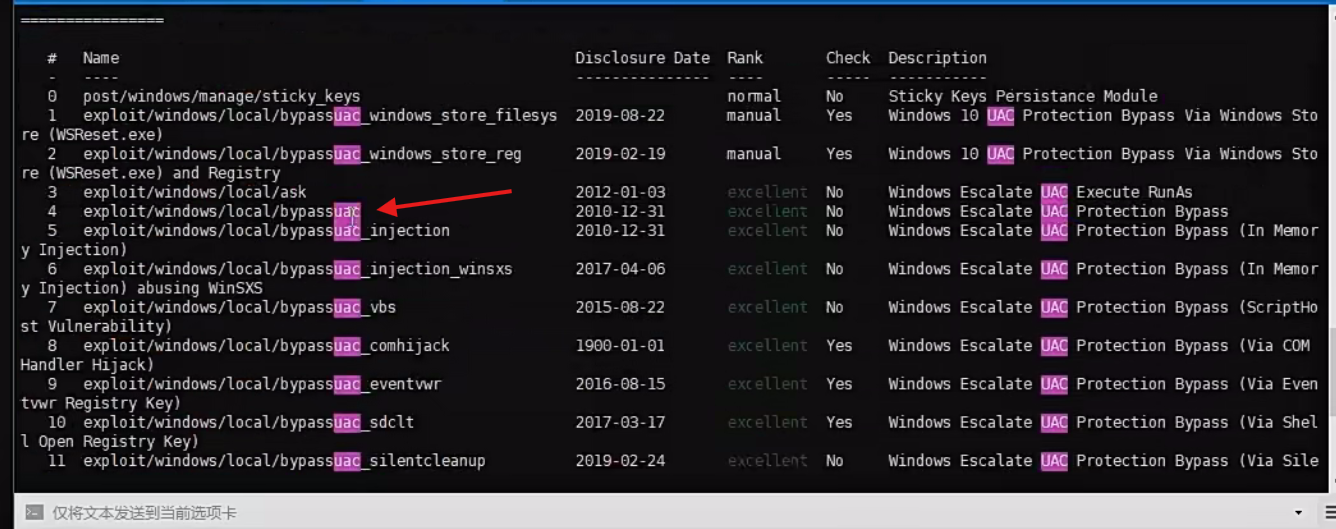 ================
#   Name                                                   Disclosure Date   Rank       Check   Description
-   ----                                                   ---------------   ----       -----   -----------
0   post/windows/manage/sticky_keys                                          normal     No      Sticky Keys Persistance Module
1   exploit/windows/local/bypassuac_windows_store_filesys  2019-08-22        manual     Yes     Windows 10 UAC Protection Bypass Via Windows Sto
re (WSReset.exe)
2   exploit/windows/local/bypassuac_windows_store_reg      2019-02-19        manual     Yes     Windows 10 UAC Protection Bypass Via Windows Sto
re (WSReset.exe) and Registry
3   exploit/windows/local/ask                              2012-01-03        excellent  No      Windows Escalate UAC Execute RunAs
4   exploit/windows/local/bypassuac                        2010-12-31        excellent  No      Windows Escalate UAC Protection Bypass
5   exploit/windows/local/bypassuac_injection              2010-12-31        excellent  No      Windows Escalate UAC Protection Bypass (In Memor
y Injection)
6   exploit/windows/local/bypassuac_injection_winsxs       2017-04-06        excellent  No      Windows Escalate UAC Protection Bypass (In Memor
y Injection) abusing WinSXS
7   exploit/windows/local/bypassuac_vbs                    2015-08-22        excellent  No      Windows Escalate UAC Protection Bypass (ScriptHo
st Vulnerability)
8   exploit/windows/local/bypassuac_comhijack              1900-01-01        excellent  Yes     Windows Escalate UAC Protection Bypass (Via COM
Handler Hijack)
9   exploit/windows/local/bypassuac_eventvwr               2016-08-15        excellent  Yes     Windows Escalate UAC Protection Bypass (Via Even
tvwr Registry Key)
10  exploit/windows/local/bypassuac_sdclt                  2017-03-17        excellent  Yes     Windows Escalate UAC Protection Bypass (Via Shel
l Open Registry Key)
11  exploit/windows/local/bypassuac_silentcleanup          2019-02-24        excellent  No      Windows Escalate UAC Protection Bypass (Via Sile
仅将文本发送到当前选项卡